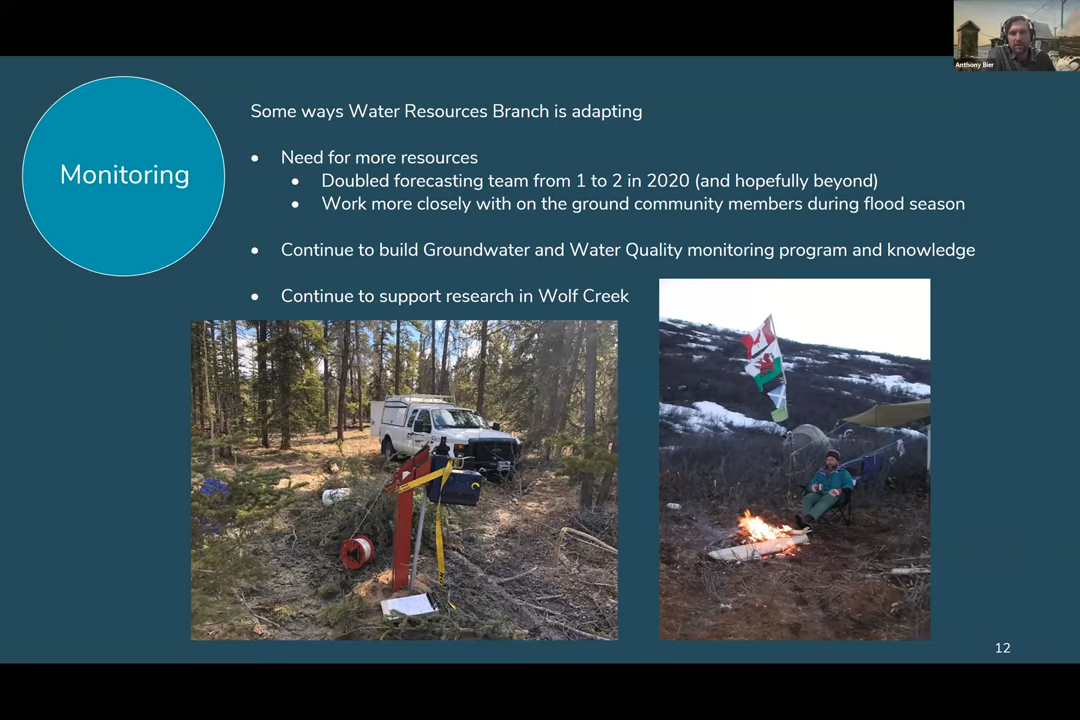 Anthony Bier
Monitoring
Some ways Water Resources Branch is adapting
• Need for more resources
• Doubled forecasting team from 1 to 2 in 2020 (and hopefully beyond)
• Work more closely with on the ground community members during flood season
• Continue to build Groundwater and Water Quality monitoring program and knowledge
• Continue to support research in Wolf Creek
12